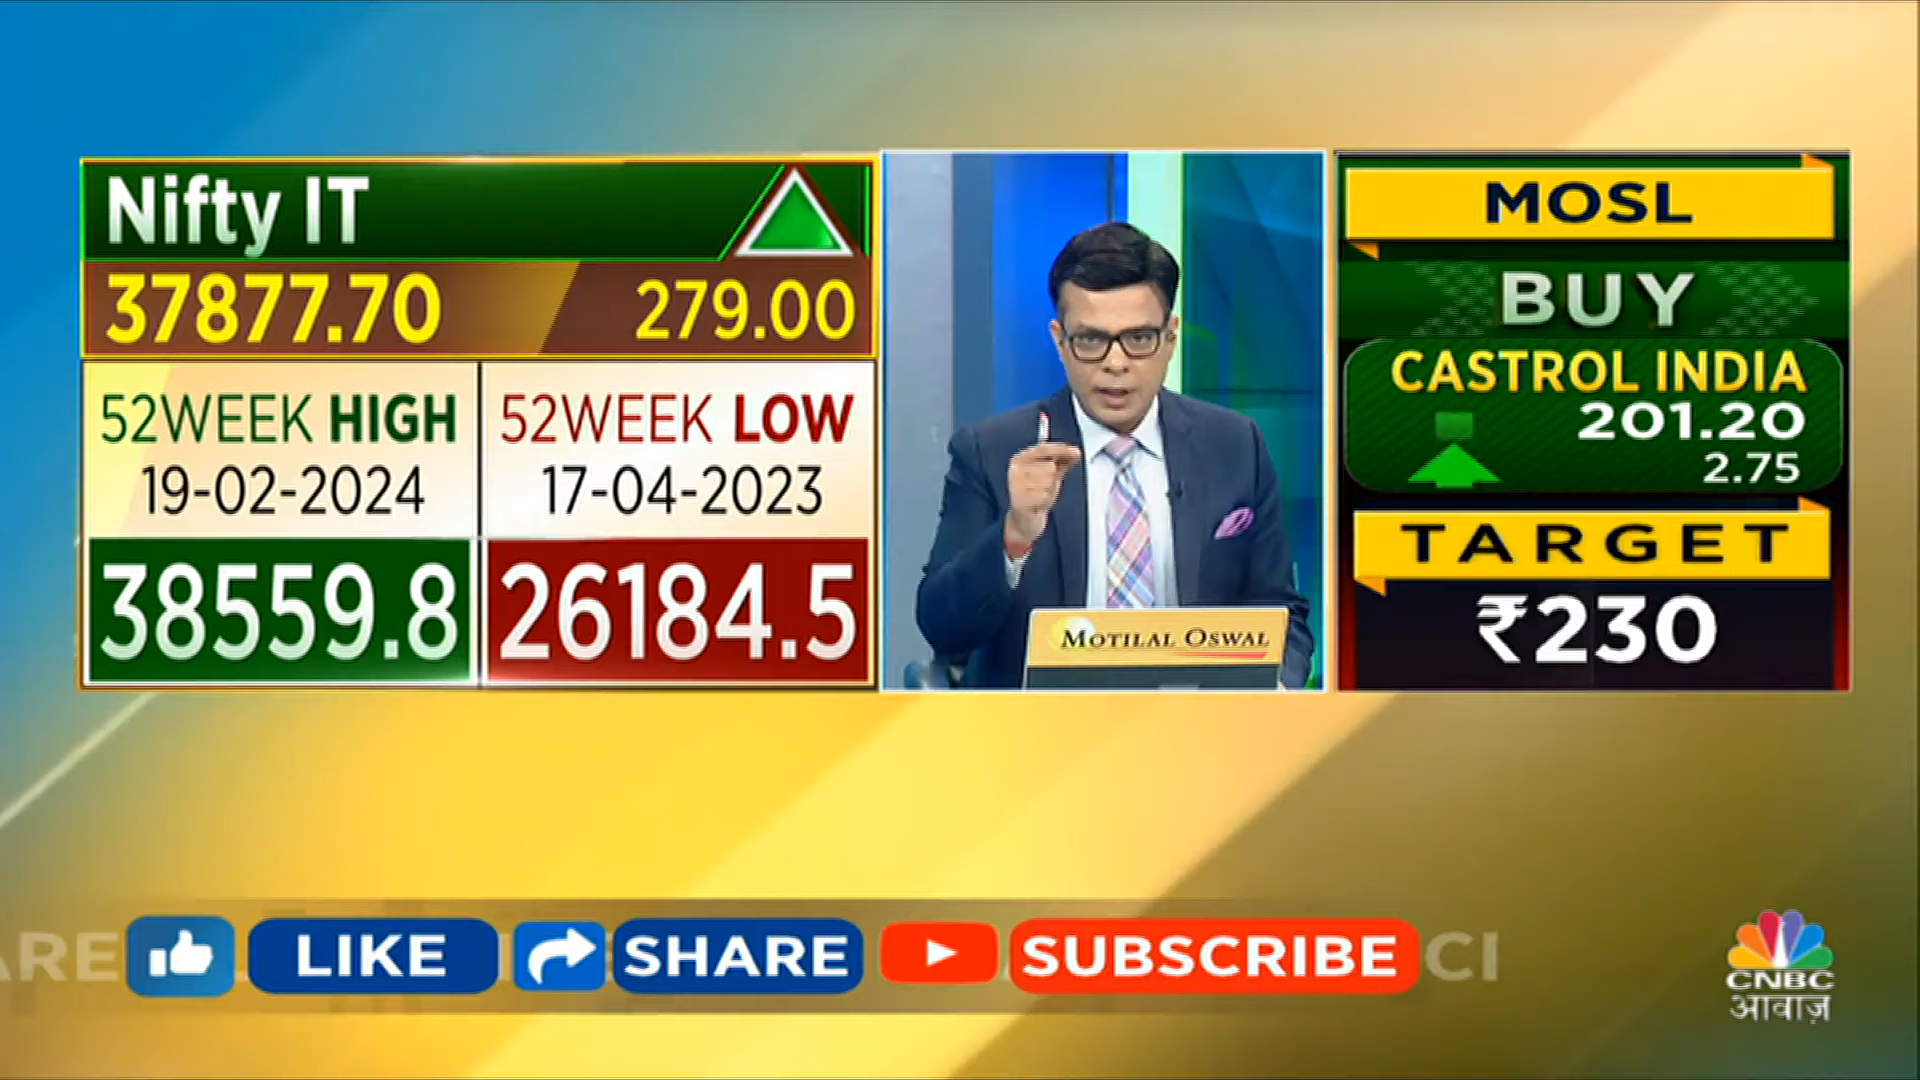 Nifty IT
37877.70 279.00
52WEEK HIGH
19-02-2024
38559.8
52WEEK LOW
17-04-2023
26184.5
MOTILAL OSWAL
MOSL
BUY
CASTROL INDIA
201.20
2.75
TARGET
₹230
LIKE SHARE SUBSCRIBE
CNBC
आवाज़